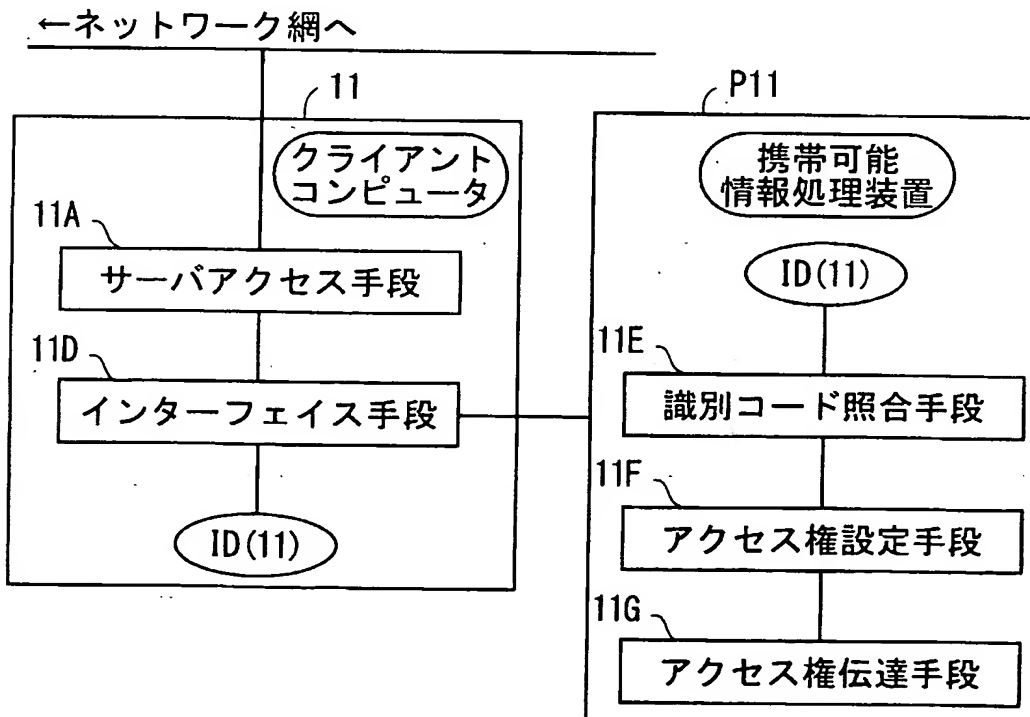 ←ネットワーク網へ
11
クライアント
コンピュータ
11A
サーバアクセス手段
11D
インターフェイス手段
ID(11)
P11
携帯可能
情報処理装置
ID(11)
11E
識別コード照合手段
11F
アクセス権設定手段
11G
アクセス権伝達手段